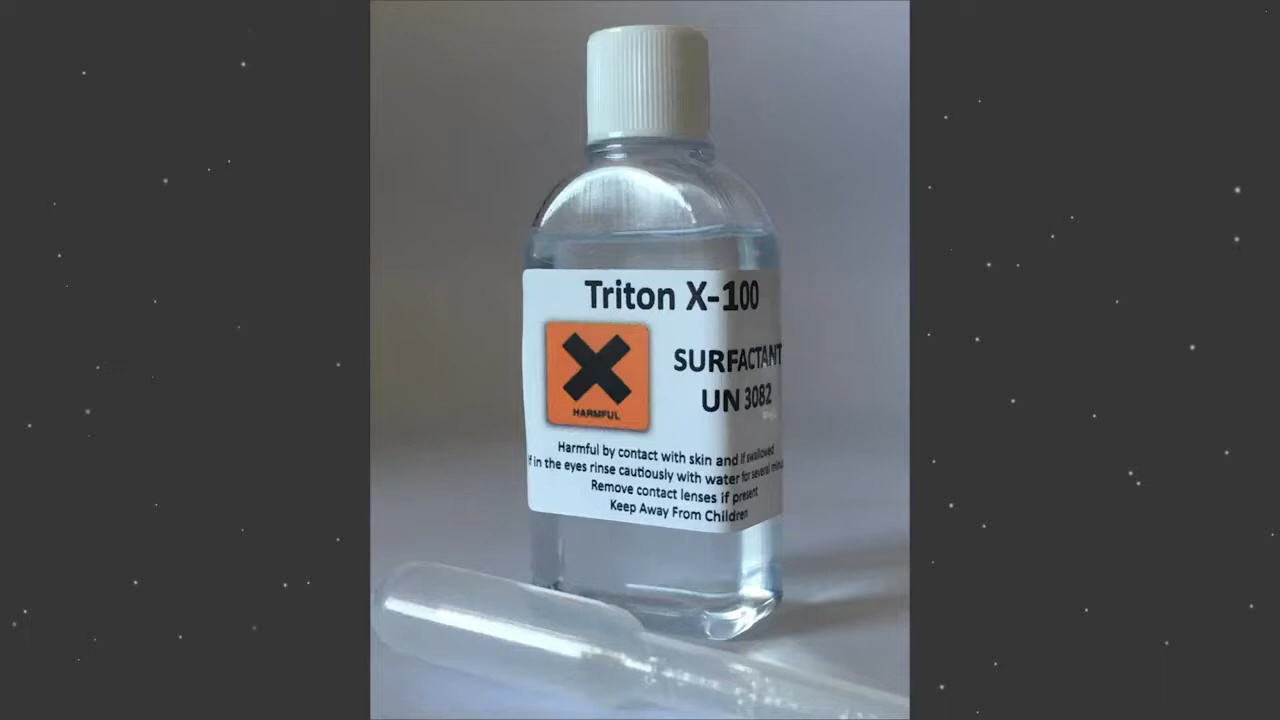 Triton X-100
SURFACTANT
UN 3082
HARMFUL
Harmful by contact with skin and if swallowed
in the eyes rinse cautiously with water for several
Remove contact lenses if present
Keep Away From Children